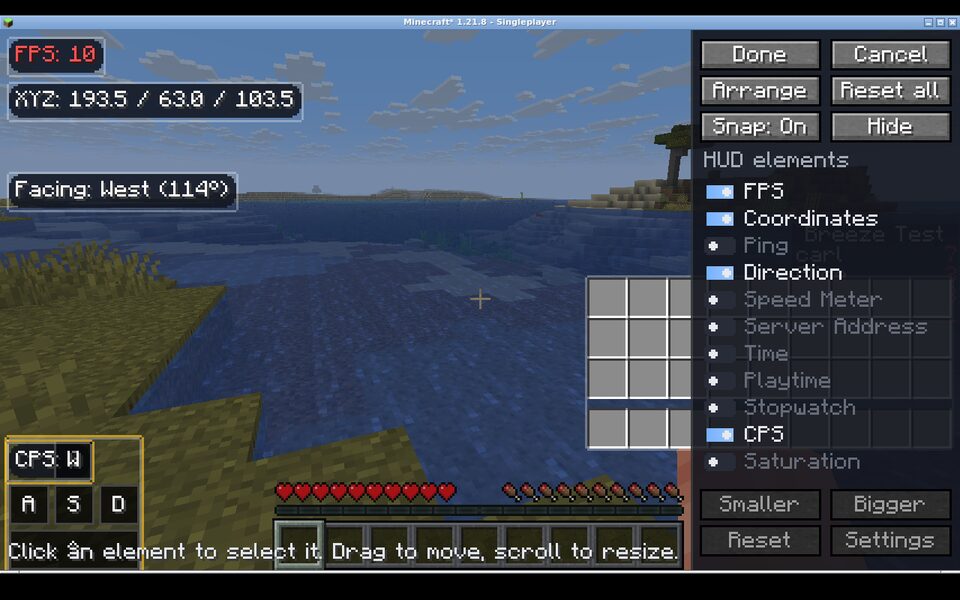 Minecraft* 1.21.8 - Singleplayer
FPS: 10
XYZ: 193.5 / 63.0 / 103.5
Facing: West (114°)
Done
Cancel
Arrange
Reset all
Snap: On
Hide
HUD elements
FPS
Coordinates
Ping
Breeze Test
Direction
Speed Meter
Server Address
Time
Playtime
Stopwatch
CPS
Saturation
Smaller
Bigger
Reset
Settings
CPS W
A S D
Click an element to select it. Drag to move, scroll to resize.